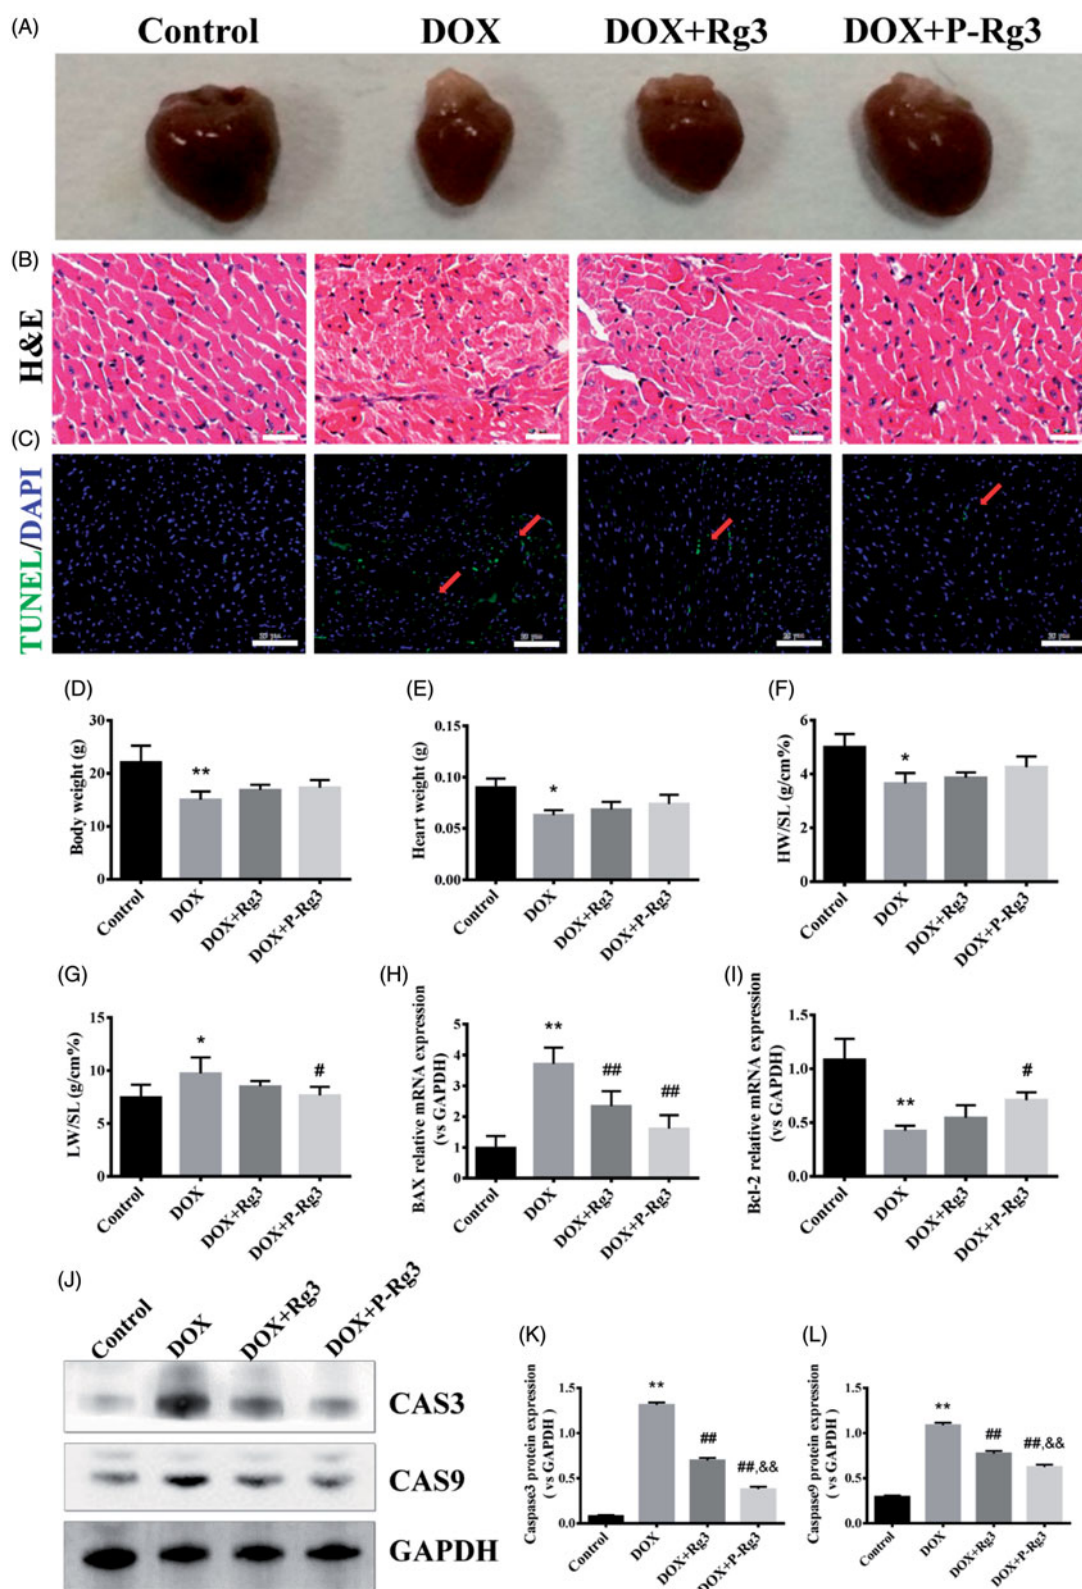 (A)
Control DOX DOX+Rg3 DOX+P-Rg3
(B)
H&E
(C)
TUNEL/DAPI
(D)
Body weight (g)
30
20
10
0
Control
DOX
DOX+Rg3
DOX+P-Rg3
**
(E)
Heart weight (g)
0.15
0.10
0.05
0.00
Control
DOX
DOX+Rg3
DOX+P-Rg3
*
(F)
HW/SL (g/cm%)
6
4
2
0
Control
DOX
DOX+Rg3
DOX+P-Rg3
*
(G)
LW/SL (g/cm%)
15
10
5
0
Control
DOX
DOX+Rg3
DOX+P-Rg3
*
#
(H)
BAX relative mRNA expression
(vs GAPDH)
5
4
3
2
1
0
Control
DOX
DOX+Rg3
DOX+P-Rg3
**
##
##
(I)
Bcl-2 relative mRNA expression
(vs GAPDH)
1.5
1.0
0.5
0.0
Control
DOX
DOX+Rg3
DOX+P-Rg3
**
#
(J)
Control
DOX
DOX+Rg3
DOX+P-Rg3
CAS3
CAS9
GAPDH
(K)
Caspase3 protein expression
( vs GAPDH )
1.5
1.0
0.5
0.0
Control
DOX
DOX+Rg3
DOX+P-Rg3
**
##
##,&&
(L)
Caspase9 protein expression
( vs GAPDH )
1.5
1.0
0.5
0.0
Control
DOX
DOX+Rg3
DOX+P-Rg3
**
##
##,&&